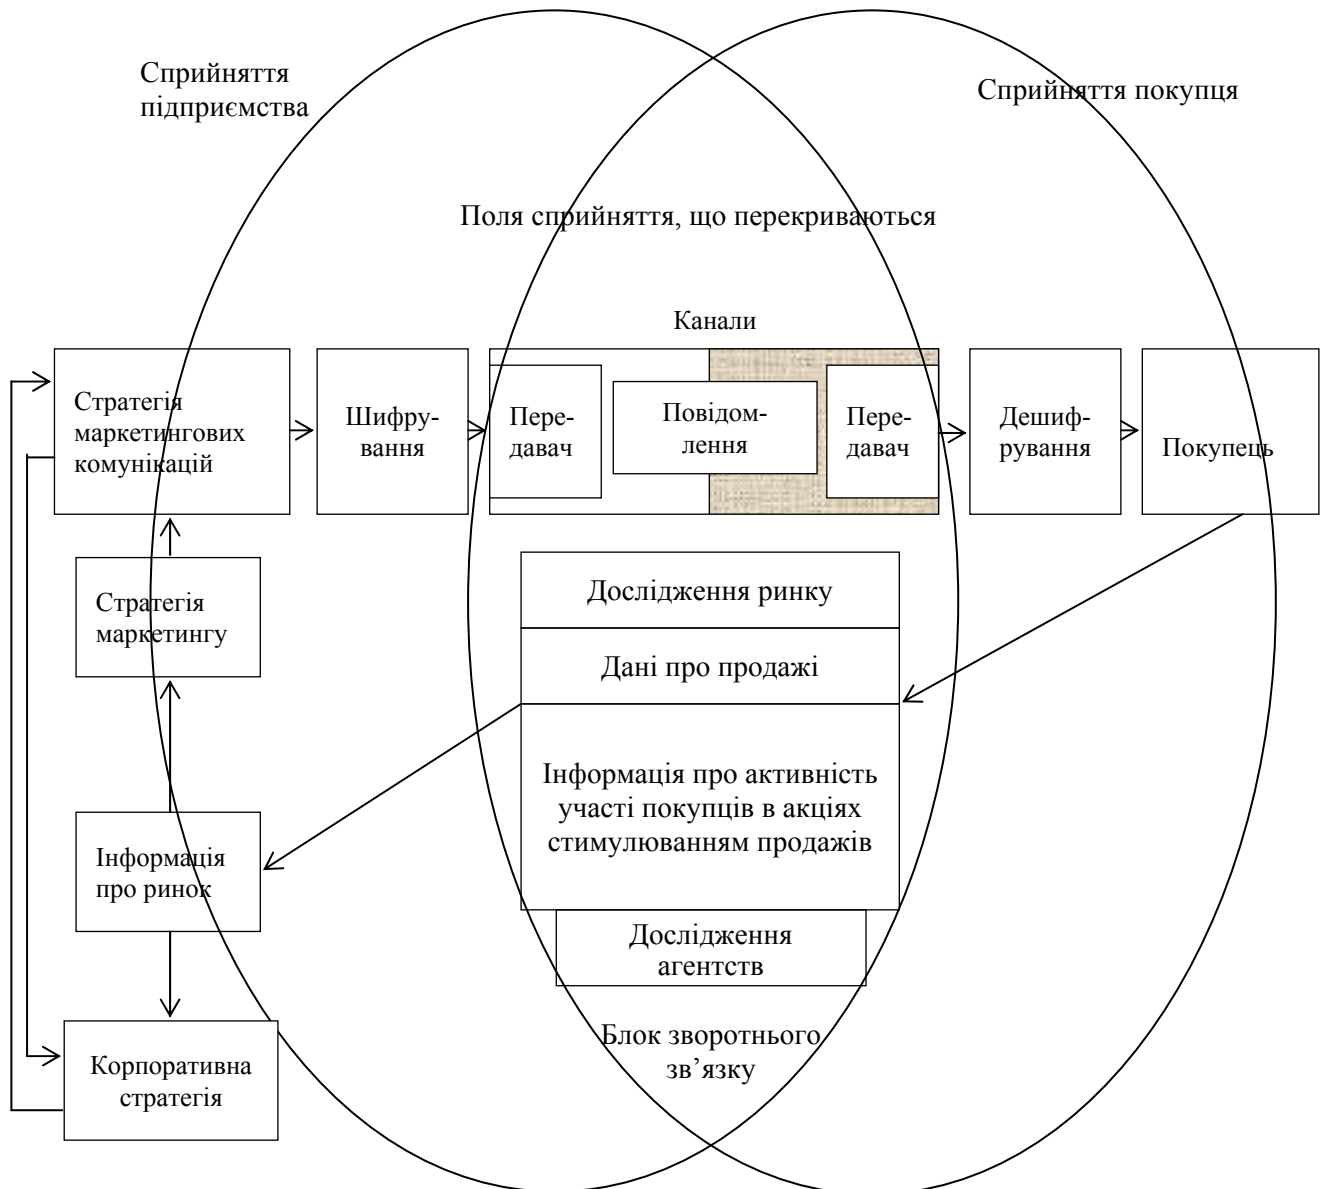 Сприйняття
підприємства
Сприйняття покупця
Поля сприйняття, що перекриваються
Канали
Стратегія
маркетингових
комунікацій
Шифру-
вання
Пере-
давач
Повідом-
лення
Пере-
давач
Дешиф-
рування
Покупець
Стратегія
маркетингу
Дослідження ринку
Дані про продажі
Інформація про активність
участі покупців в акціях
стимулюванням продажів
Інформація
про ринок
Дослідження
агентств
Блок зворотнього
зв’язку
Корпоративна
стратегія